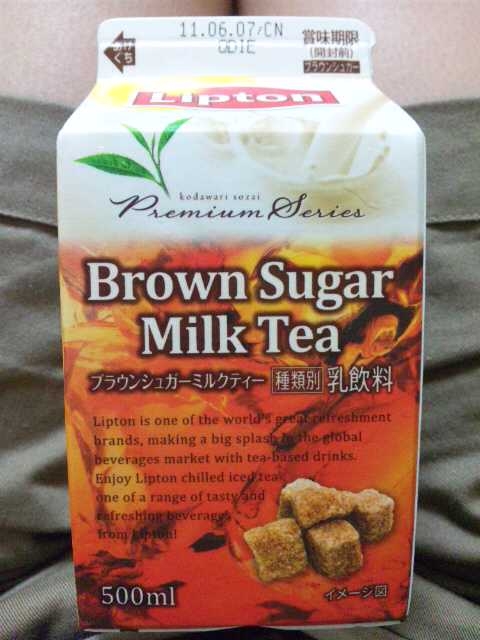 11.06.07/CN
GDIE
賞味期限
(開封前)
ブラウンシュガー
あけぐち
Lipton
kodawari sozai
Premium Series
Brown Sugar
Milk Tea
ブラウンシュガーミルクティー 種類別 乳飲料
Lipton is one of the world's great refreshment
brands, making a big splash in the global
beverages market with tea-based drinks.
Enjoy Lipton chilled iced tea,
one of a range of tasty and
refreshing beverages
from Lipton!
500ml
イメージ図